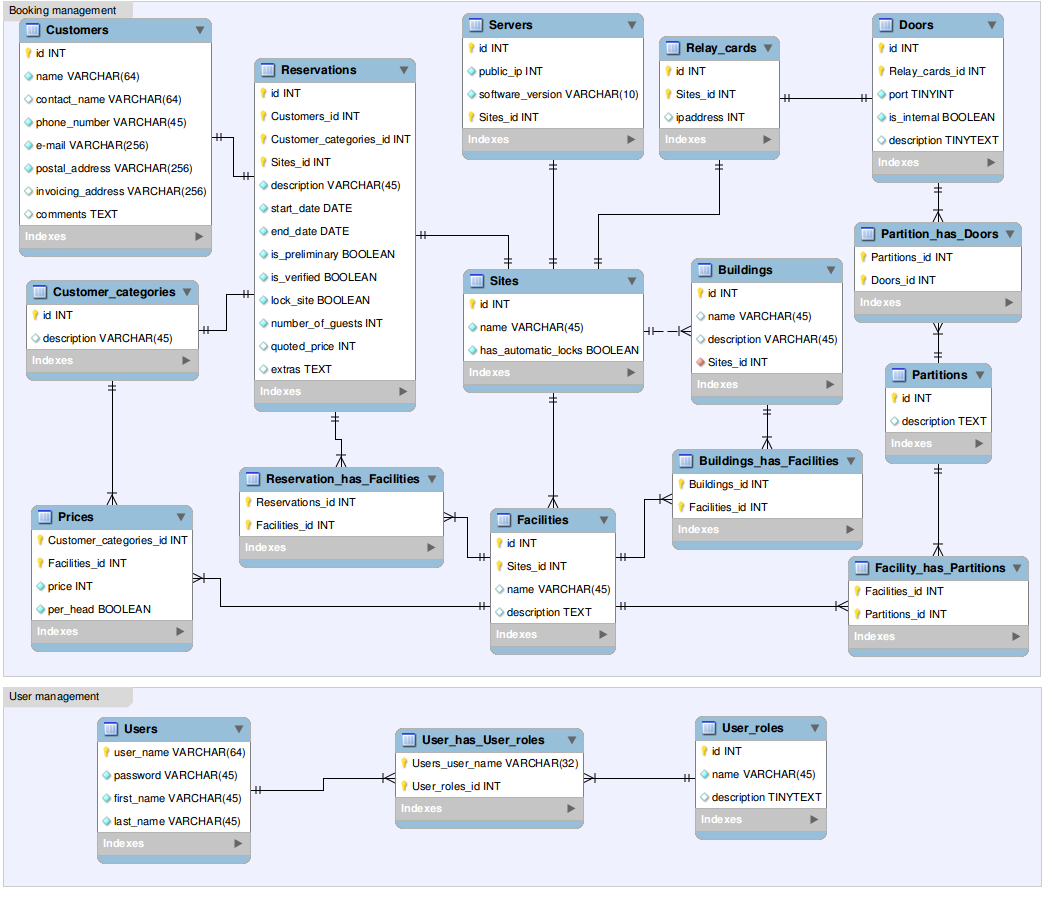 Booking management
Customers
id INT
name VARCHAR(64)
contact_name VARCHAR(64)
phone_number VARCHAR(45)
e-mail VARCHAR(256)
postal_address VARCHAR(256)
invoicing_address VARCHAR(256)
comments TEXT
Indexes
Reservations
id INT
Customers_id INT
Customer_categories_id INT
Sites_id INT
description VARCHAR(45)
start_date DATE
end_date DATE
is_preliminary BOOLEAN
is_verified BOOLEAN
lock_site BOOLEAN
number_of_guests INT
quoted_price INT
extras TEXT
Indexes
Servers
id INT
public_ip INT
software_version VARCHAR(10)
Sites_id INT
Indexes
Relay_cards
id INT
Sites_id INT
ipaddress INT
Indexes
Doors
id INT
Relay_cards_id INT
port TINYINT
is_internal BOOLEAN
description TINYTEXT
Indexes
Partition_has_Doors
Partitions_id INT
Doors_id INT
Indexes
Customer_categories
id INT
description VARCHAR(45)
Indexes
Sites
id INT
name VARCHAR(45)
has_automatic_locks BOOLEAN
Indexes
Buildings
id INT
name VARCHAR(45)
description VARCHAR(45)
Sites_id INT
Indexes
Partitions
id INT
description TEXT
Indexes
Reservation_has_Facilities
Reservations_id INT
Facilities_id INT
Indexes
Buildings_has_Facilities
Buildings_id INT
Facilities_id INT
Indexes
Prices
Customer_categories_id INT
Facilities_id INT
price INT
per_head BOOLEAN
Indexes
Facilities
id INT
Sites_id INT
name VARCHAR(45)
description TEXT
Indexes
Facility_has_Partitions
Facilities_id INT
Partitions_id INT
Indexes
User management
Users
user_name VARCHAR(64)
password VARCHAR(45)
first_name VARCHAR(45)
last_name VARCHAR(45)
Indexes
User_has_User_roles
Users_user_name VARCHAR(32)
User_roles_id INT
Indexes
User_roles
id INT
name VARCHAR(45)
description TINYTEXT
Indexes